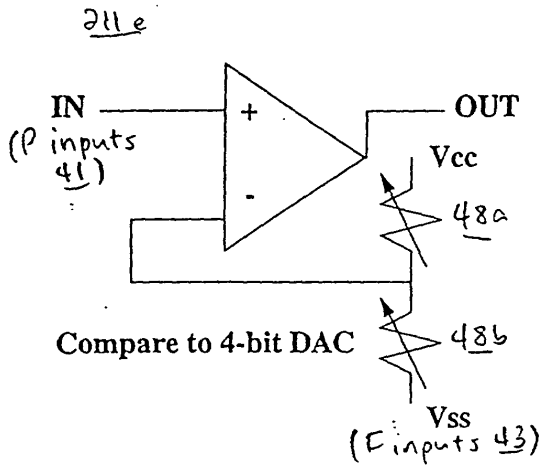 211e
IN
+
OUT
(P inputs
41)
Vcc
-
48a
Compare to 4-bit DAC
48b
Vss
(F inputs 43)